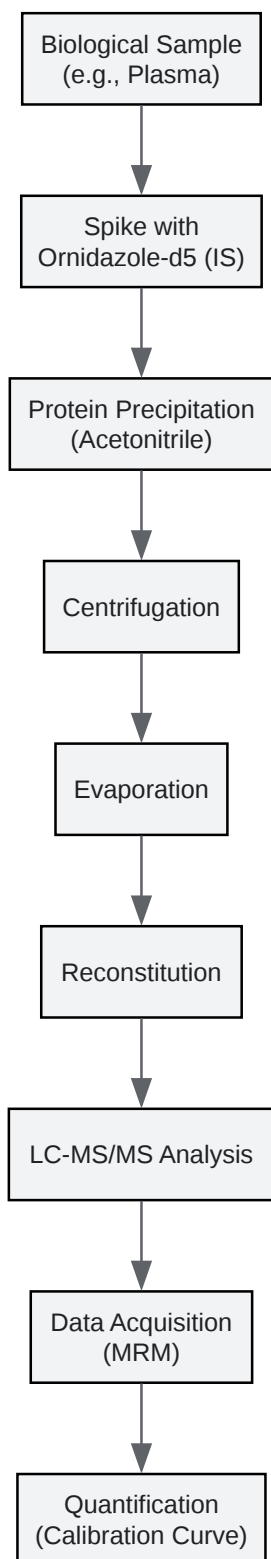 Biological Sample
(e.g., Plasma)
Spike with
Ornidazole-d5 (IS)
Protein Precipitation
(Acetonitrile)
Centrifugation
Evaporation
Reconstitution
LC-MS/MS Analysis
Data Acquisition
(MRM)
Quantification
(Calibration Curve)